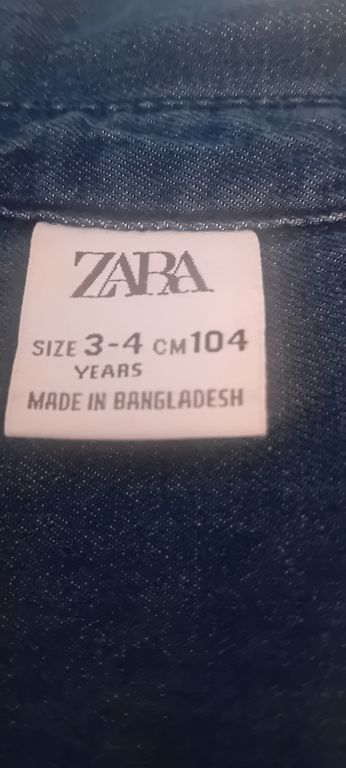 ZARA
SIZE 3-4 CM 104
YEARS
MADE IN BANGLADESH